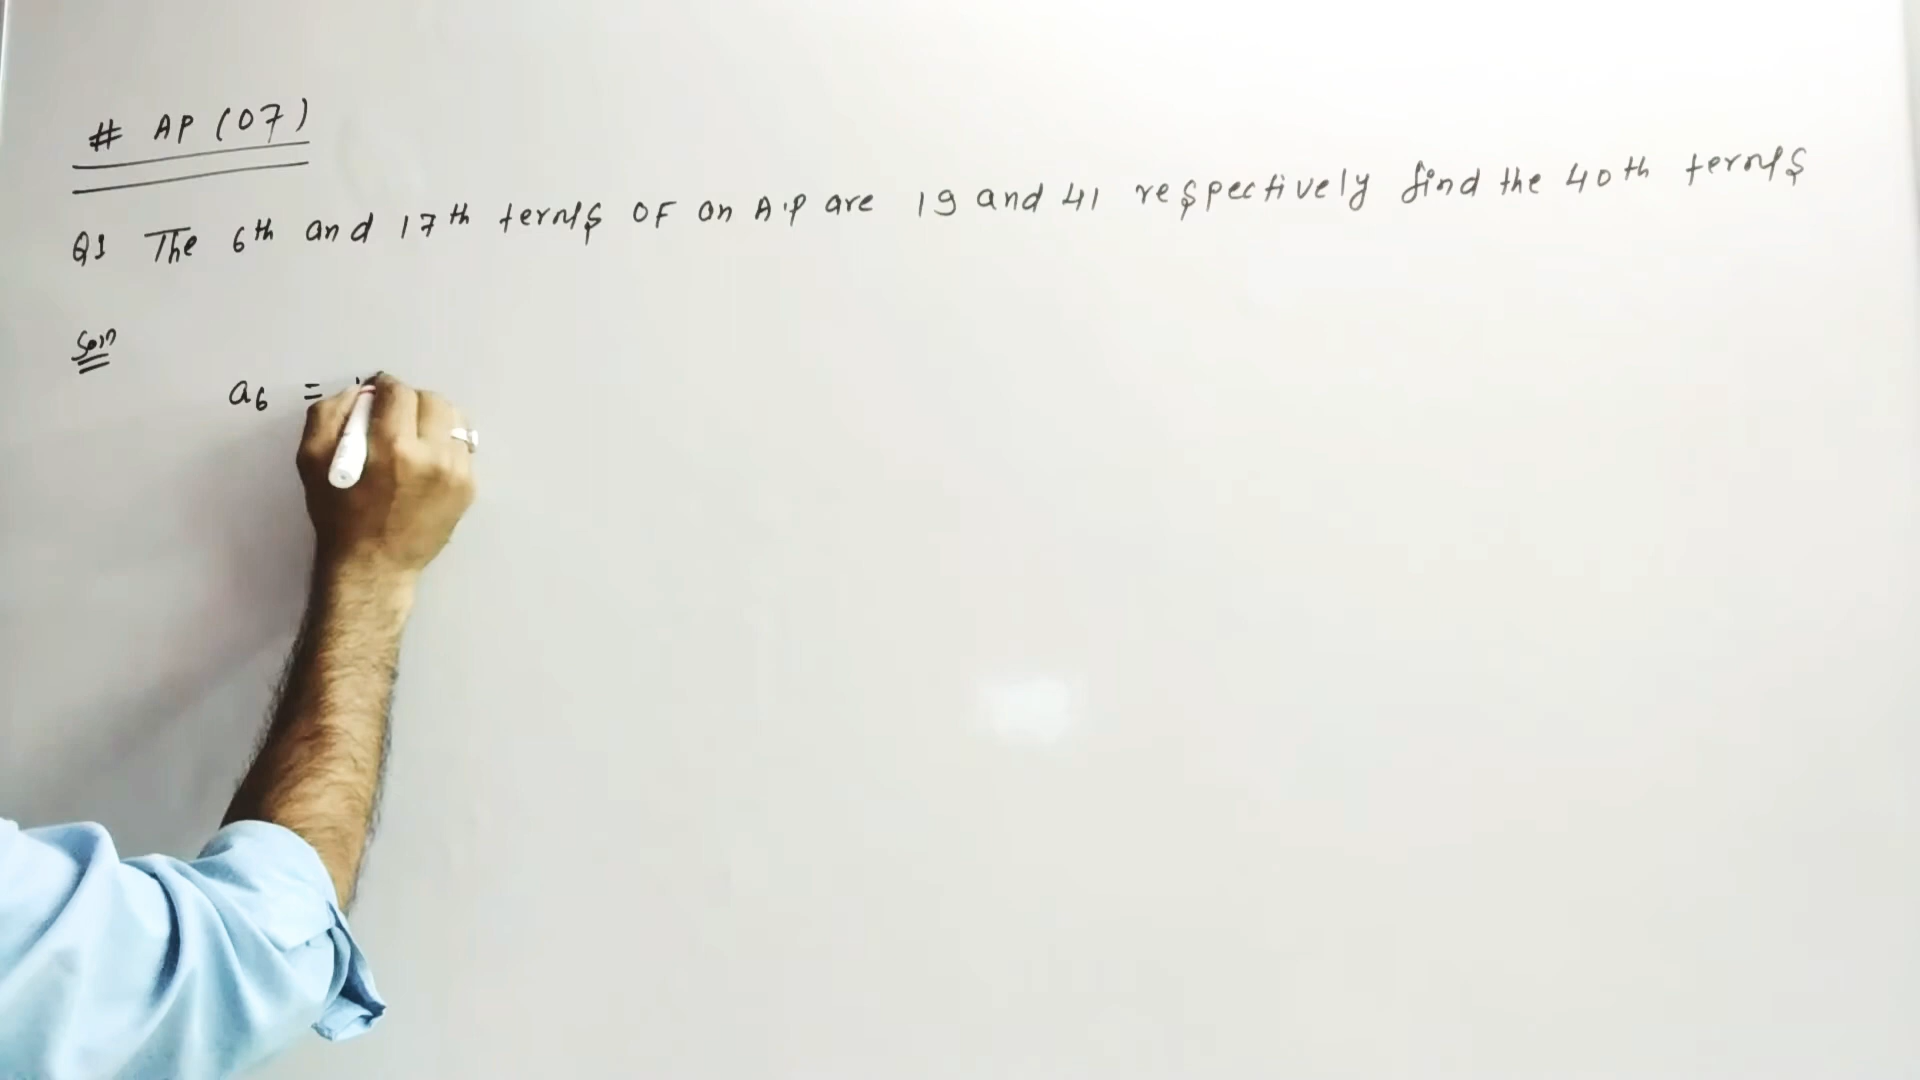 # AP (07)
Q1 The 6th and 17th terms OF an A.P are 19 and 41 respectively find the 40th terms
Soln
a6 =